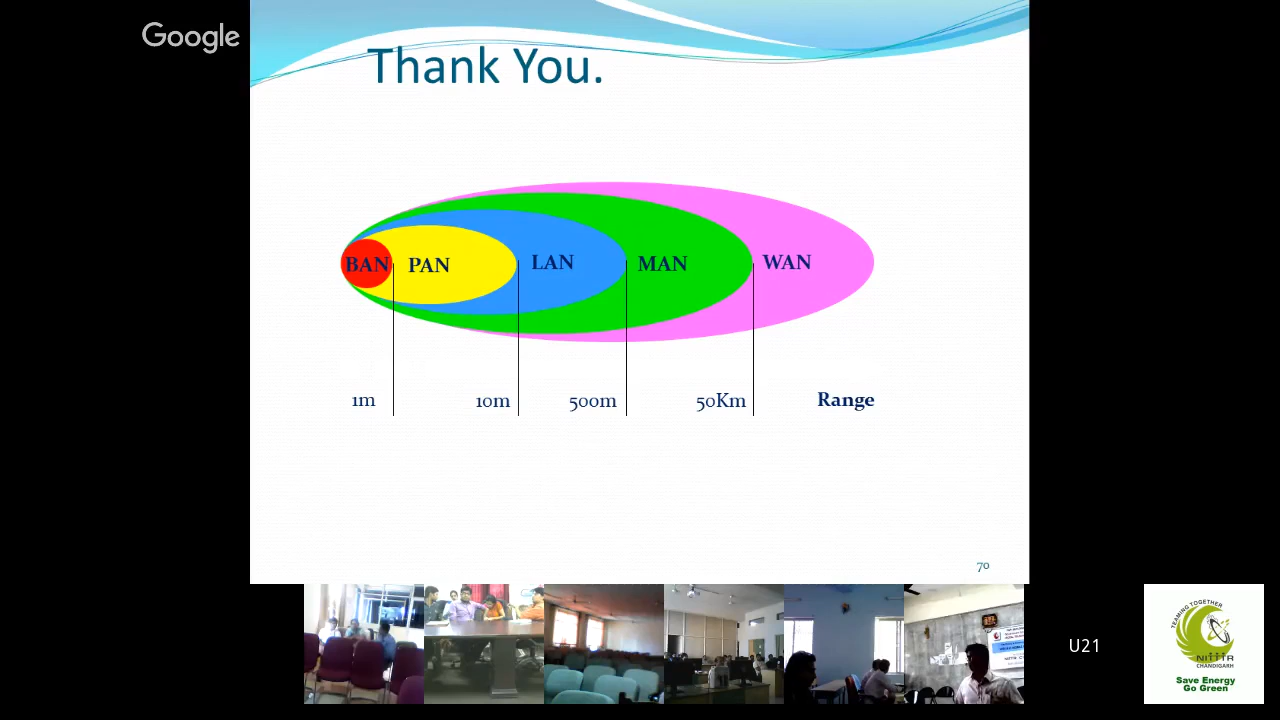 Google
Thank You.
BAN PAN LAN MAN WAN
1m 10m 500m 50Km Range
70
U21
TEAMING TOGETHER
NITTTR
CHANDIGARH
Save Energy
Go Green